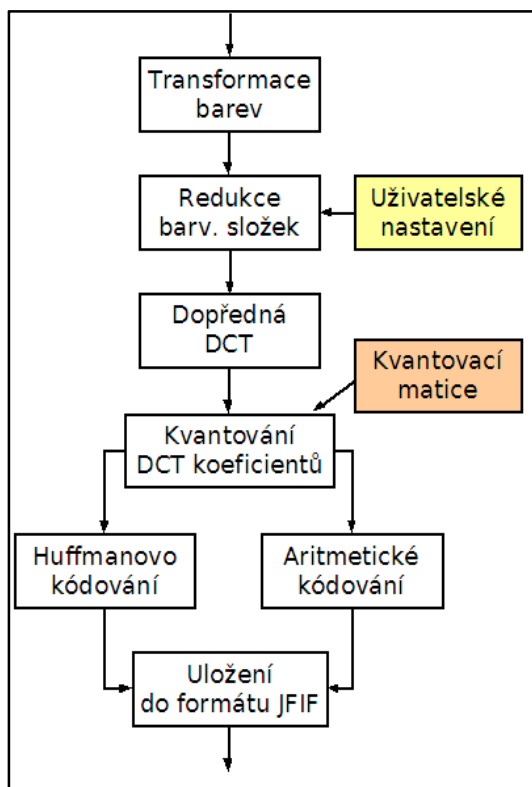 Transformace
barev
Redukce
barv. složek
Uživatelské
nastavení
Dopředná
DCT
Kvantovací
matice
Kvantování
DCT koeficientů
Huffmanovo
kódování
Aritmetické
kódování
Uložení
do formátu JFIF